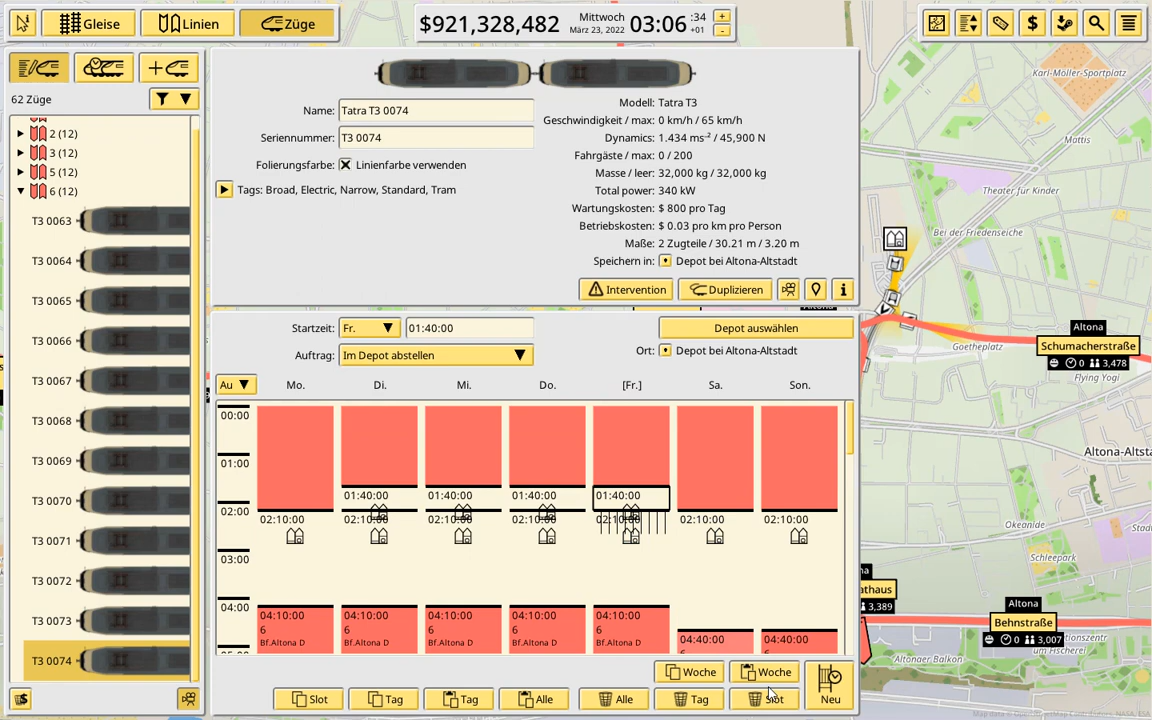 Gleise
Linien
Züge
$921,328,482
Mittwoch
März 23, 2022
03:06
:34
+01
+
-
$
62 Züge
2 (12)
3 (12)
5 (12)
6 (12)
T3 0063
T3 0064
T3 0065
T3 0066
T3 0067
T3 0068
T3 0069
T3 0070
T3 0071
T3 0072
T3 0073
T3 0074
Name: Tatra T3 0074
Seriennummer: T3 0074
Folierungsfarbe: Linienfarbe verwenden
Tags: Broad, Electric, Narrow, Standard, Tram
Modell: Tatra T3
Geschwindigkeit / max: 0 km/h / 65 km/h
Dynamics: 1.434 ms⁻² / 45,900 N
Fahrgäste / max: 0 / 200
Masse / leer: 32,000 kg / 32,000 kg
Total power: 340 kW
Wartungskosten: $ 800 pro Tag
Betriebskosten: $ 0.03 pro km pro Person
Maße: 2 Zugteile / 30.21 m / 3.20 m
Speichern in: Depot bei Altona-Altstadt
Intervention
Duplizieren
Startzeit: Fr. 01:40:00
Depot auswählen
Auftrag: Im Depot abstellen
Ort: Depot bei Altona-Altstadt
Au Mo. Di. Mi. Do. [Fr.] Sa. Son.
00:00
01:00
01:40:00 01:40:00 01:40:00 01:40:00
02:00
02:10:00 02:10:00 02:10:00 02:10:00 02:10:00 02:10:00 02:10:00
03:00
04:00
04:10:00 04:10:00 04:10:00 04:10:00 04:10:00
6 6 6 6 6
04:40:00 04:40:00
Bf.Altona D Bf.Altona D Bf.Altona D Bf.Altona D Bf.Altona D
6 6
Woche
Woche
Slot
Tag
Tag
Alle
Alle
Tag
Slot
Neu
Karl-Möller-Sportplatz
Mattis
Theater für Kinder
Bei der Friedenseiche
Goetheplatz
Altona
Schumacherstraße
0 3,478
Flying Yogi
Altona-Altsta
Okeanide
Schleepark
athaus
3,389
Altona
Behnstraße
0 3,007
Altonaer Balkon
um Fischerei